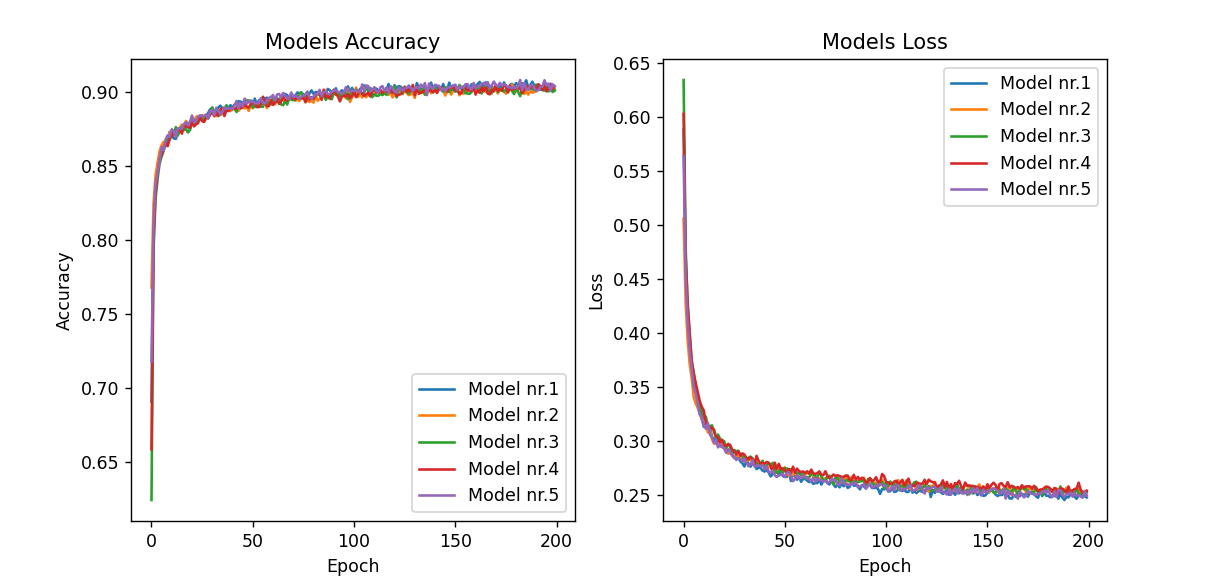 Models Accuracy
Accuracy
0.90
0.85
0.80
0.75
0.70
0.65
0
50
100
150
200
Epoch
Model nr.1
Model nr.2
Model nr.3
Model nr.4
Model nr.5
Models Loss
Loss
0.65
0.60
0.55
0.50
0.45
0.40
0.35
0.30
0.25
0
50
100
150
200
Epoch
Model nr.1
Model nr.2
Model nr.3
Model nr.4
Model nr.5